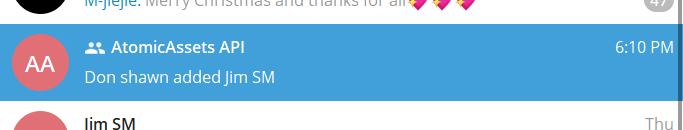 M-jiejie: Merry Christmas and thanks for all💖💖💖 47
AtomicAssets API 6:10 PM
AA
Don shawn added Jim SM
Jim SM Thu